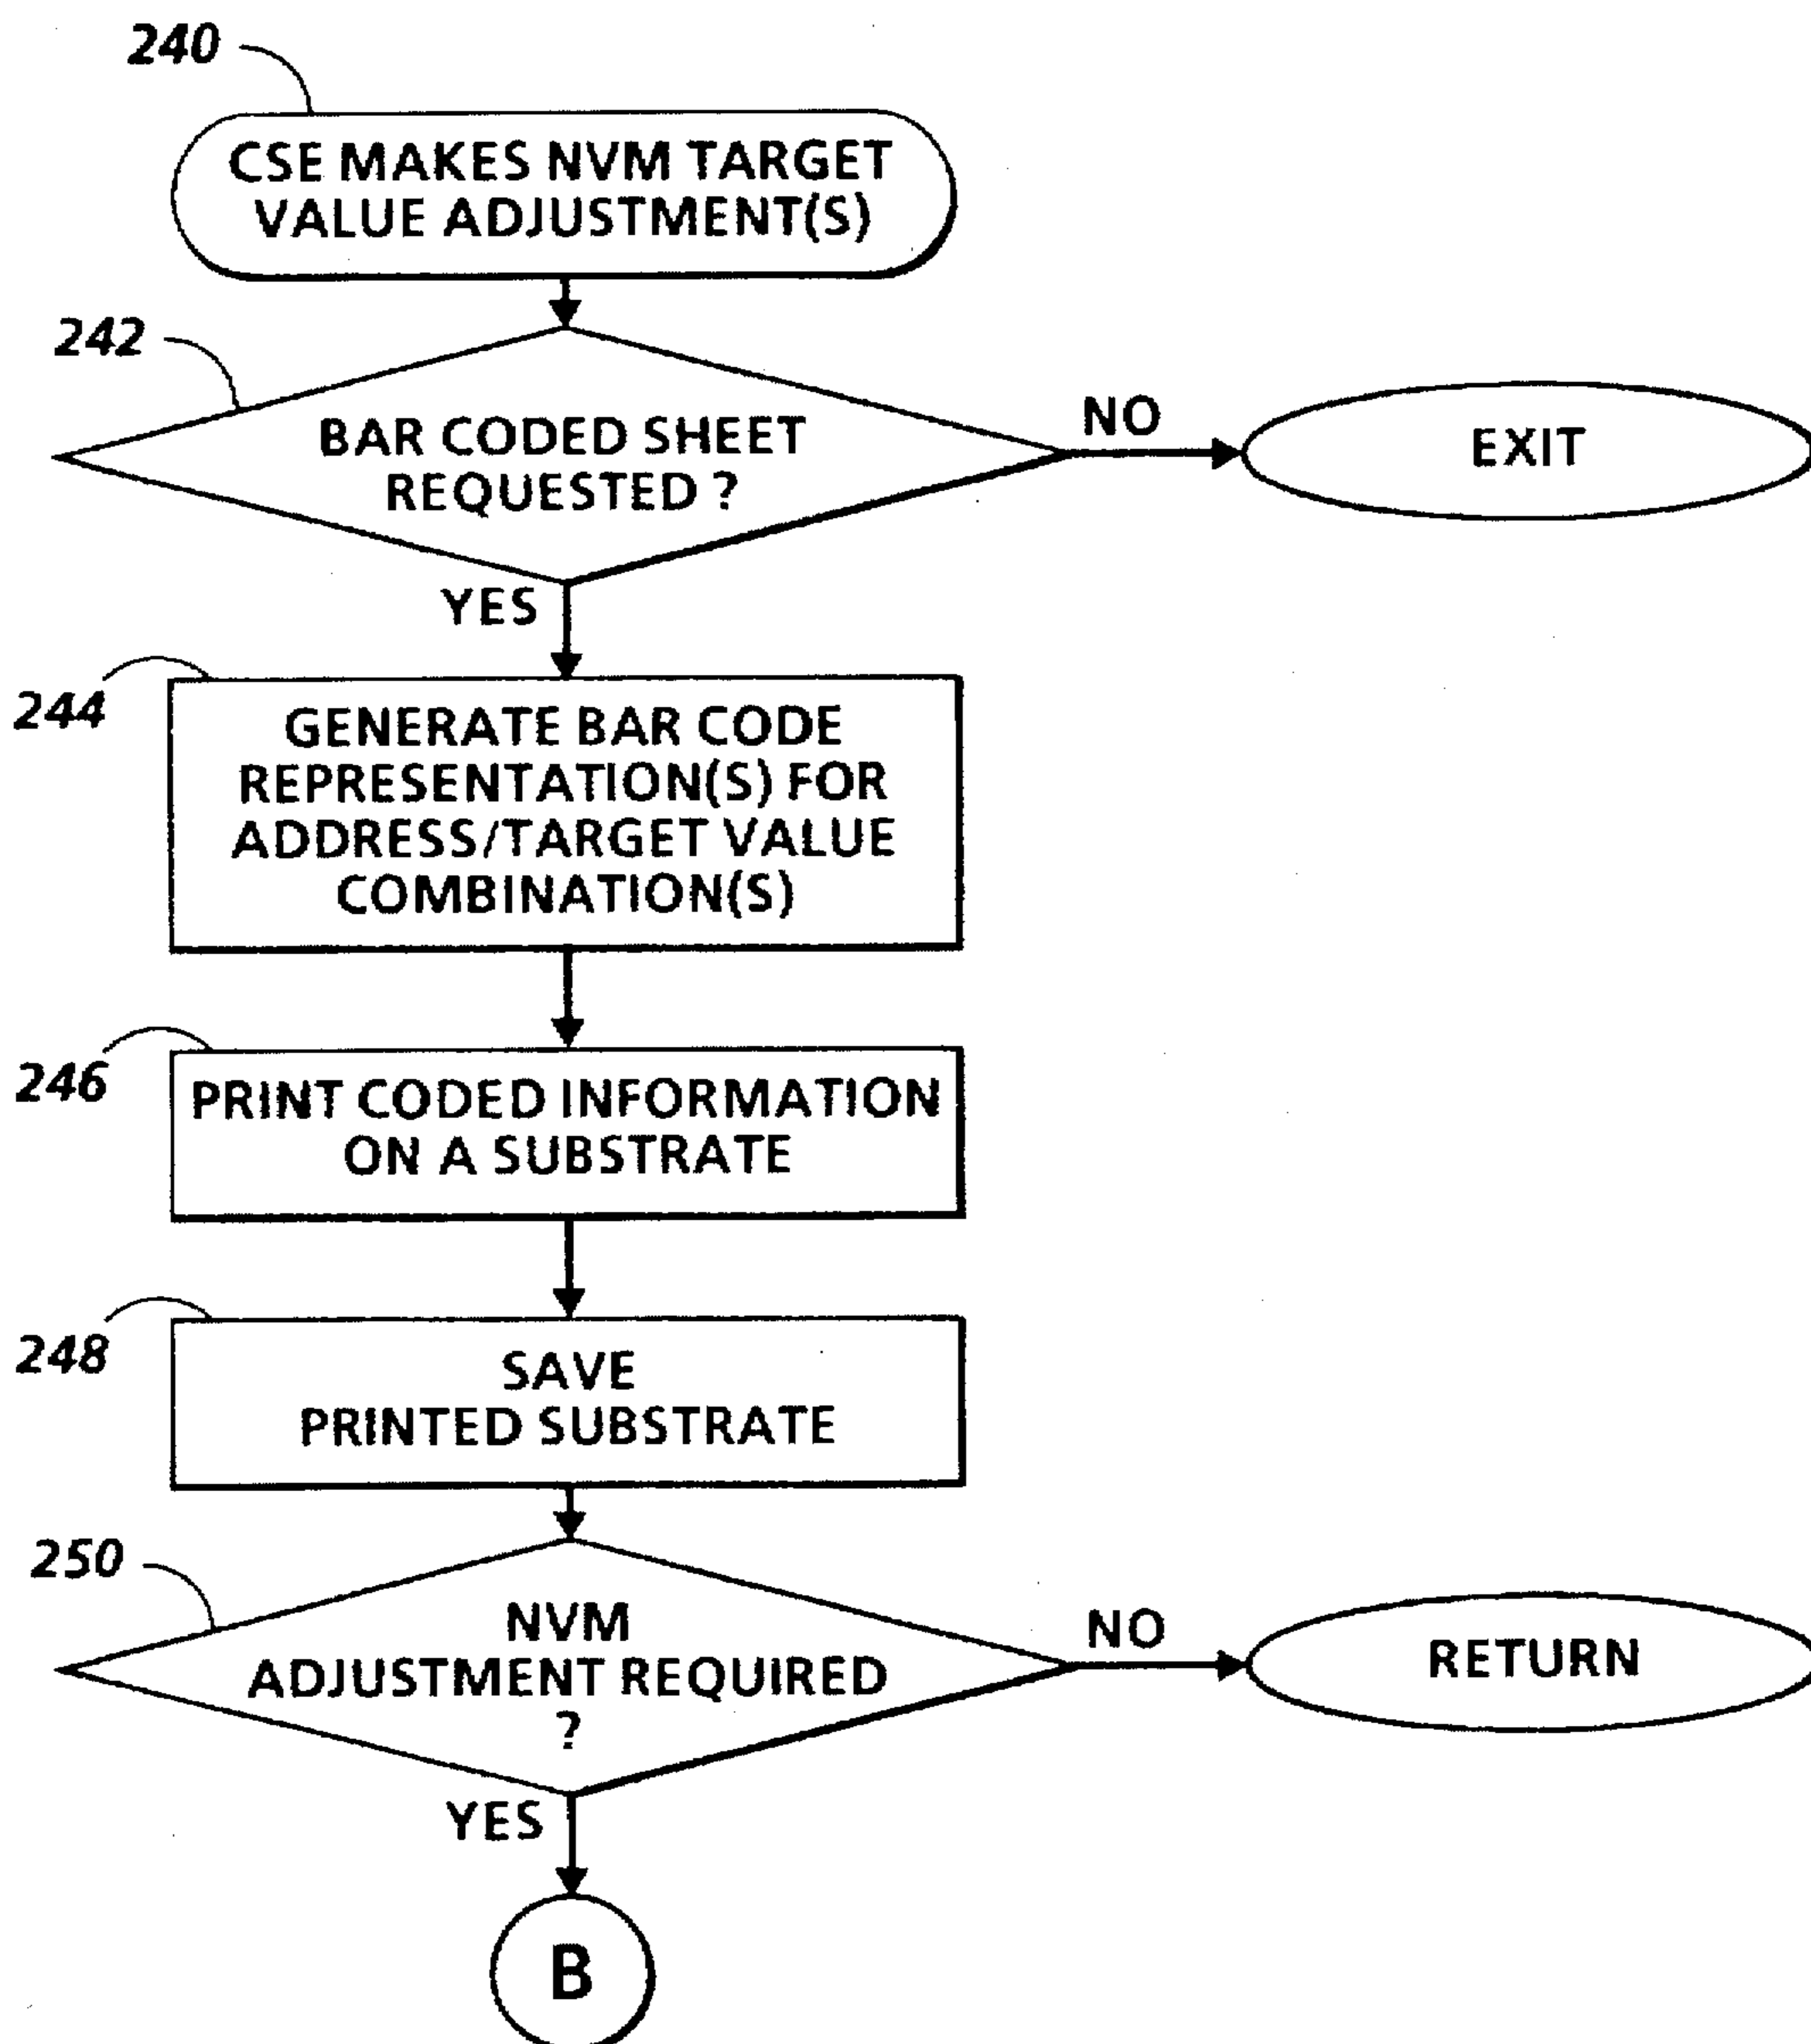 240
CSE MAKES NVM TARGET
VALUE ADJUSTMENT(S)
242
BAR CODED SHEET
REQUESTED ?
NO
EXIT
YES
244
GENERATE BAR CODE
REPRESENTATION(S) FOR
ADDRESS/TARGET VALUE
COMBINATION(S)
246
PRINT CODED INFORMATION
ON A SUBSTRATE
248
SAVE
PRINTED SUBSTRATE
250
NVM
ADJUSTMENT REQUIRED
?
NO
RETURN
YES
B